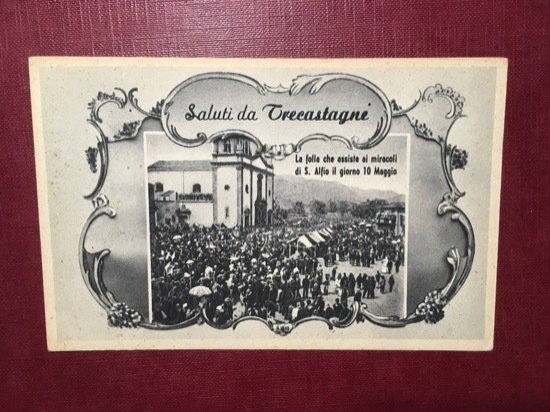 Saluti da Trecastagni
La folla che assiste ai miracoli
di S. Alfio il giorno 10 Maggio